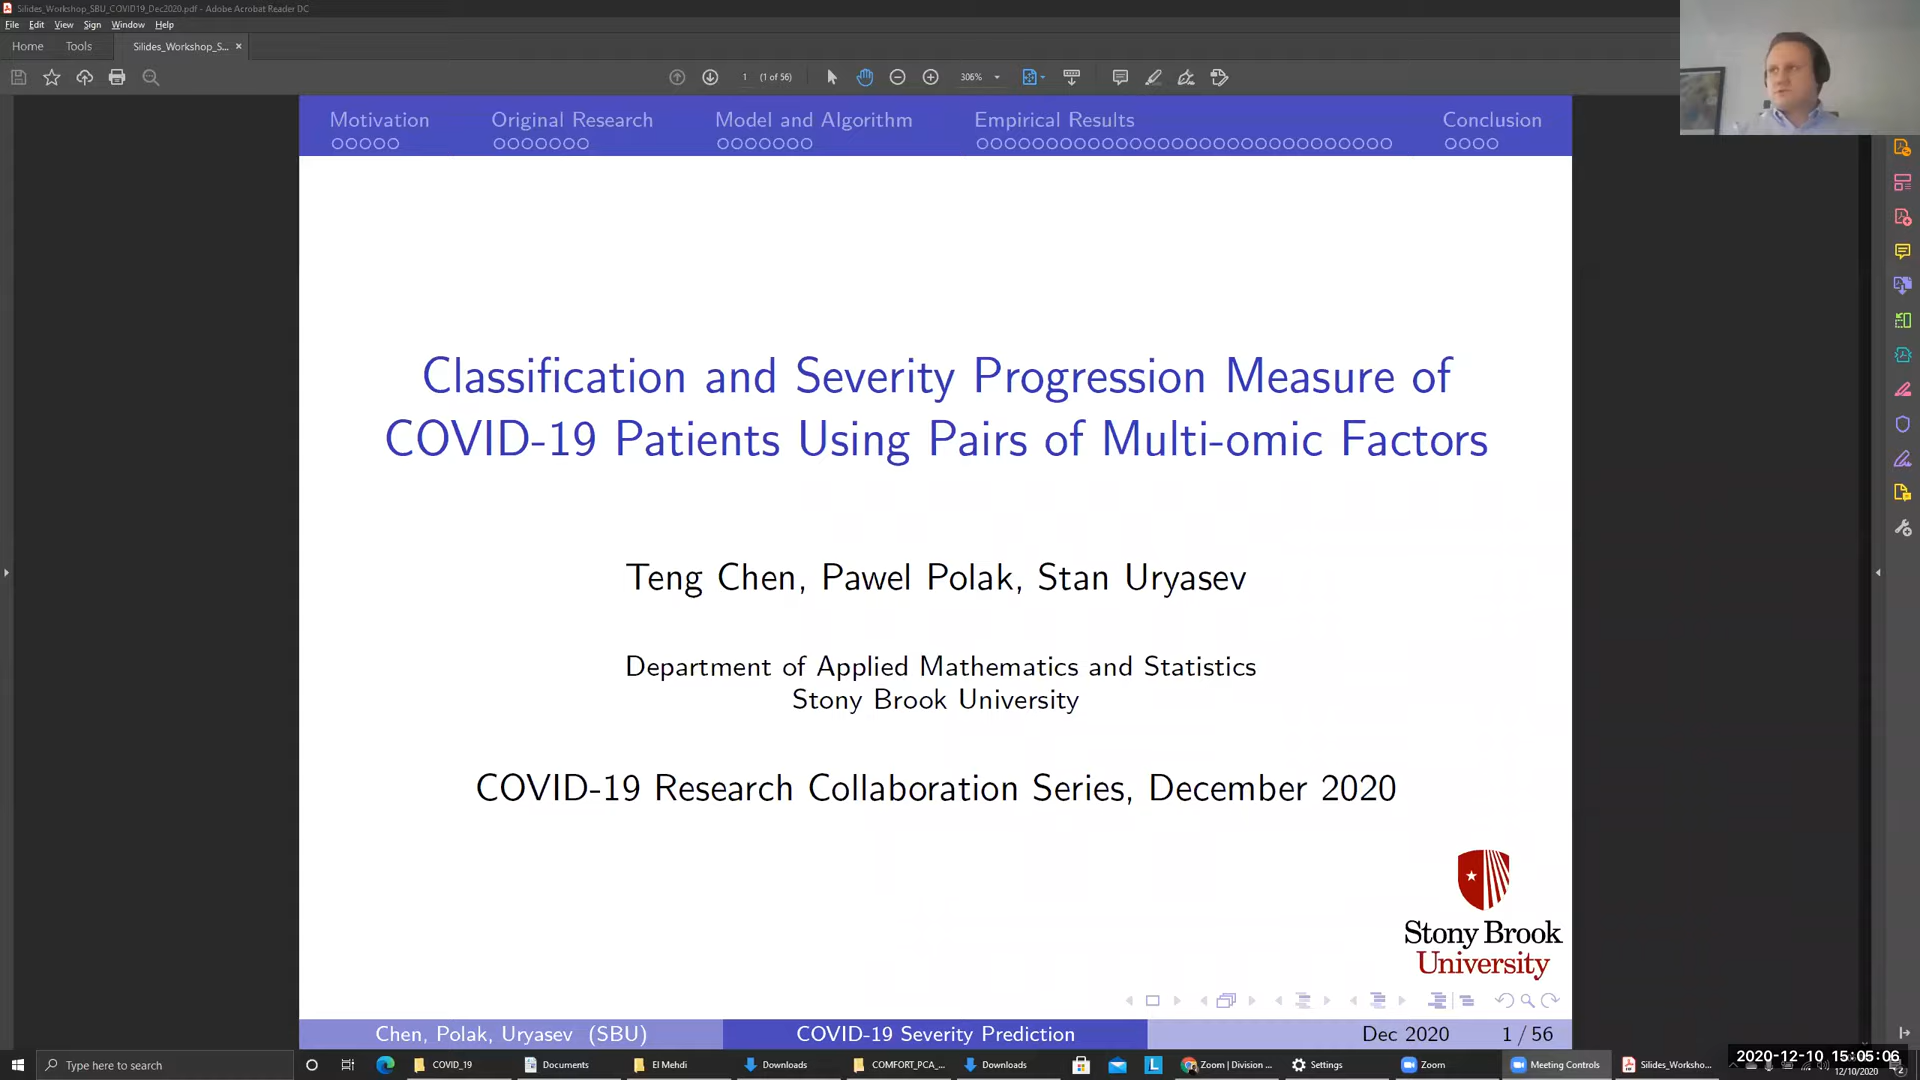 Silides_Workshop_SBU_COVID19_Dec2020.pdf - Adobe Acrobat Reader DC
File Edit View Sign Window Help
Home Tools Silides_Workshop_S... ×
1 (1 of 56) 306%
Motivation Original Research Model and Algorithm Empirical Results Conclusion
Classification and Severity Progression Measure of
COVID-19 Patients Using Pairs of Multi-omic Factors
Teng Chen, Pawel Polak, Stan Uryasev
Department of Applied Mathematics and Statistics
Stony Brook University
COVID-19 Research Collaboration Series, December 2020
Stony Brook
University
Chen, Polak, Uryasev (SBU) COVID-19 Severity Prediction Dec 2020 1 / 56
Type here to search COVID_19 Documents El Mehdi Downloads COMFORT_PCA_... Downloads L Zoom | Division ... Settings Zoom Meeting Controls Silides_Worksho...
2020-12-10 15:05:06
12/10/2020